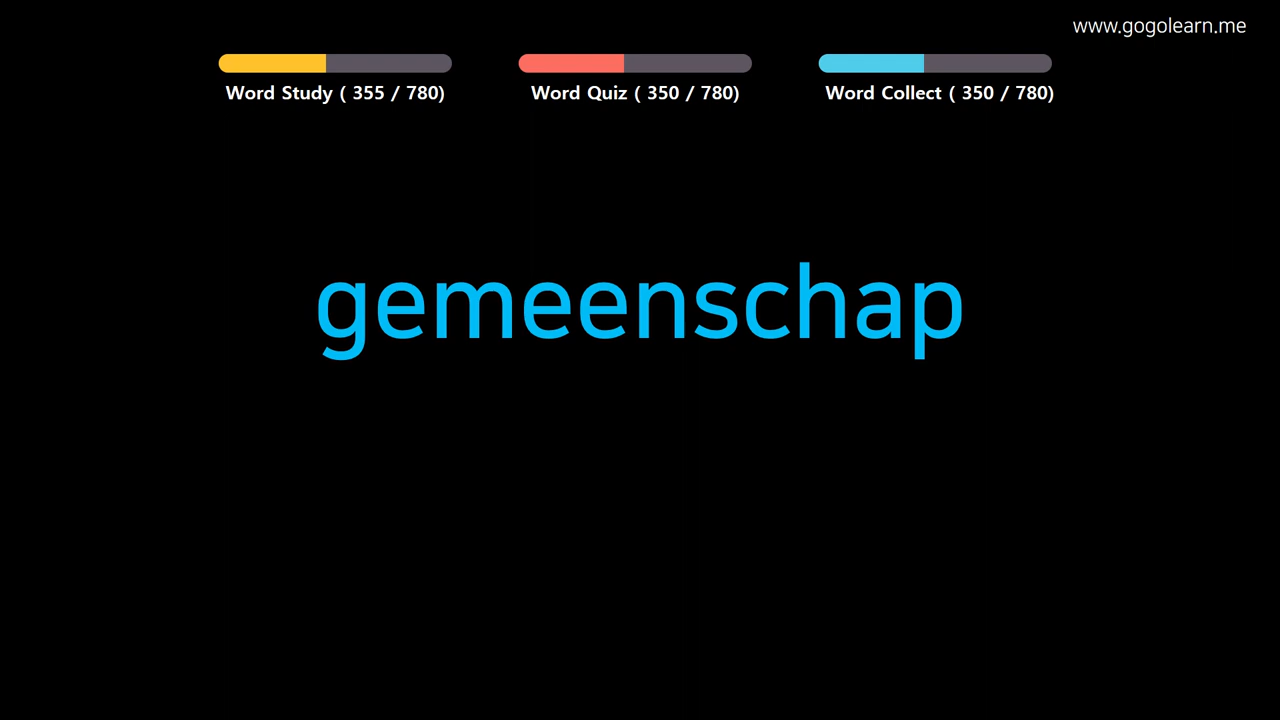 www.gogolearn.me
Word Study ( 355 / 780)
Word Quiz ( 350 / 780)
Word Collect ( 350 / 780)
gemeenschap